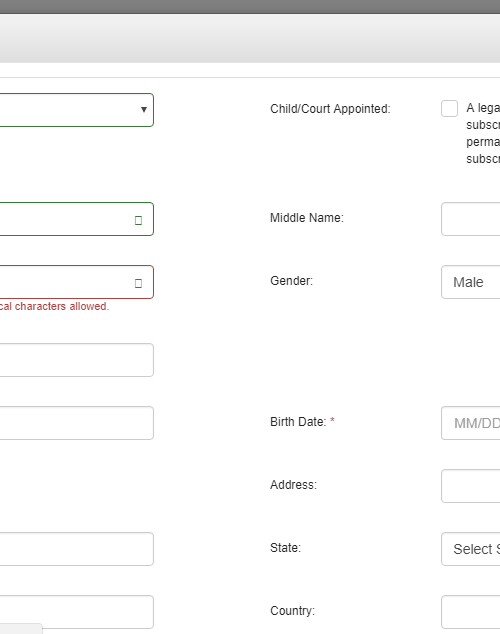 Child/Court Appointed:
A lega
subscr
perma
subscr
Middle Name:
Gender:
Male
cal characters allowed.
Birth Date: *
MM/DD
Address:
State:
Select S
Country: